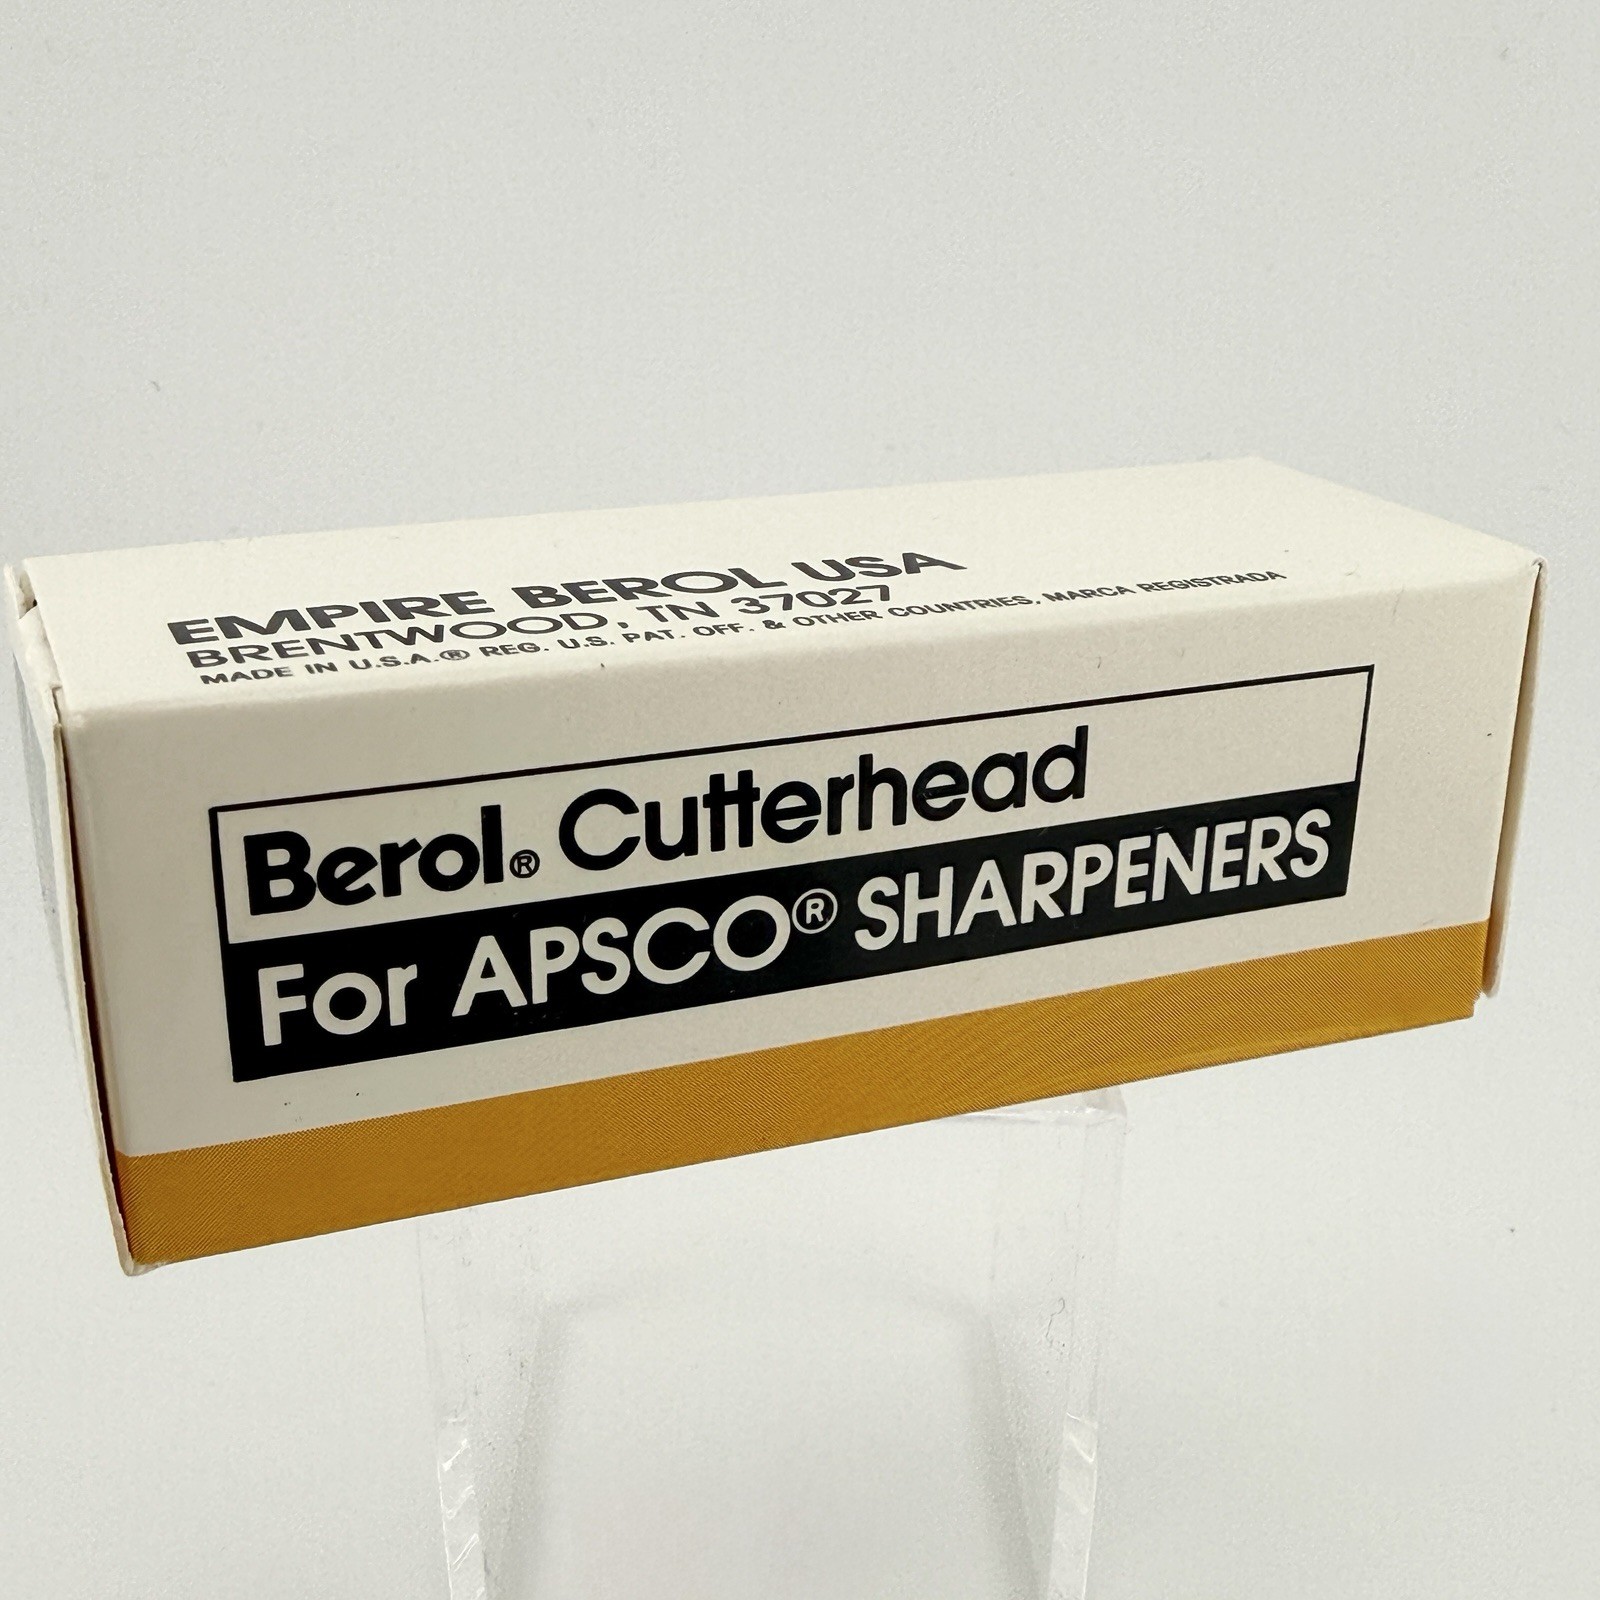 EMPIRE BEROL USA
BRENTWOOD, TN 37027
MADE IN U.S.A.® REG. U.S. PAT. OFF. & OTHER COUNTRIES, MARCA REGISTRADA
Berol® Cutterhead
For APSCO® SHARPENERS